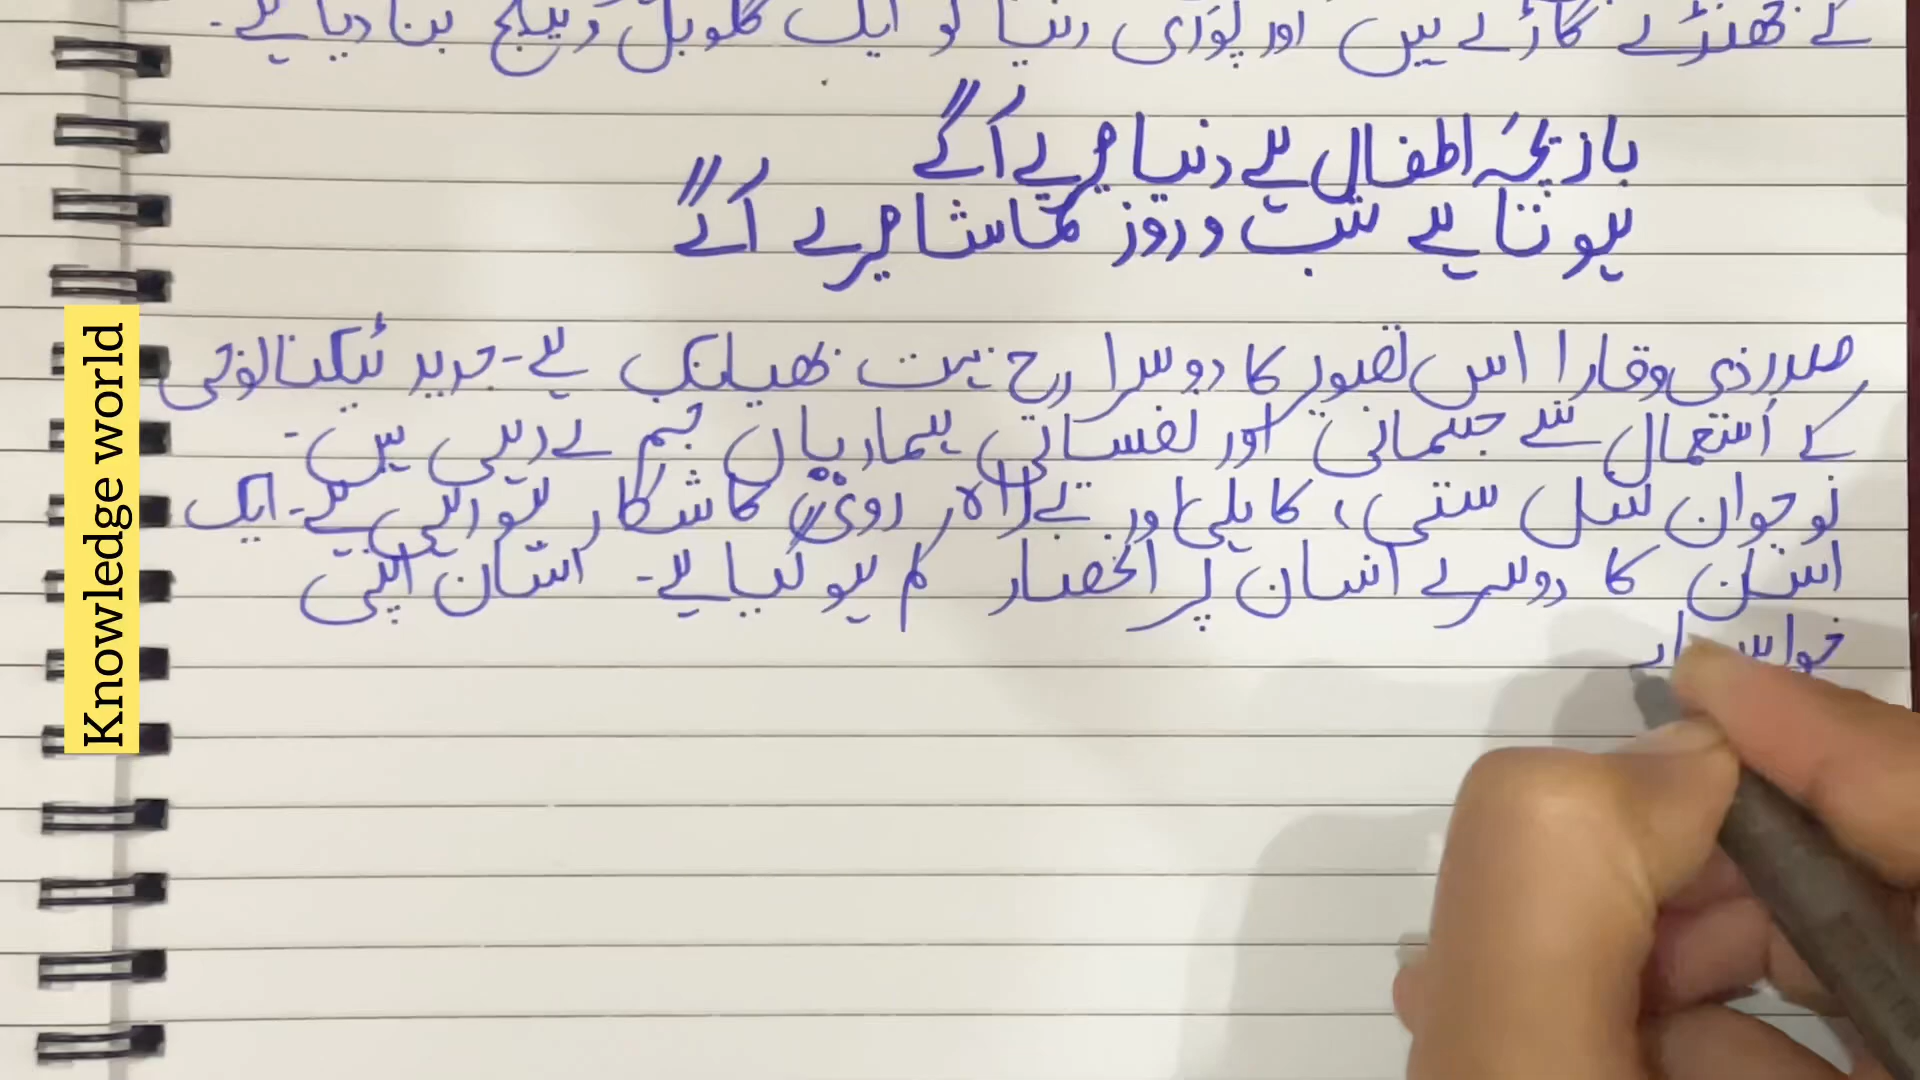 کے جھنڈے گاڑے ہیں اور پوری دنیا کو ایک گلوبل ویلج بنا دیا ہے۔
بازیچۂ اطفال ہے دنیا مرے آگے
ہوتا ہے شب و روز تماشا مرے آگے
صدر ذی وقار! اس تصویر کا دوسرا رخ بہت بھیانک ہے۔ جدید ٹیکنالوجی
کے استعمال سے جسمانی اور نفسیاتی بیماریاں جنم لے رہی ہیں۔
نوجوان نسل سستی، کاہلی اور بے راہ روی کا شکار ہو رہی ہے۔ ایک
انسان کا دوسرے انسان پر انحصار کم ہو گیا ہے۔ انسان اپنی
Knowledge world